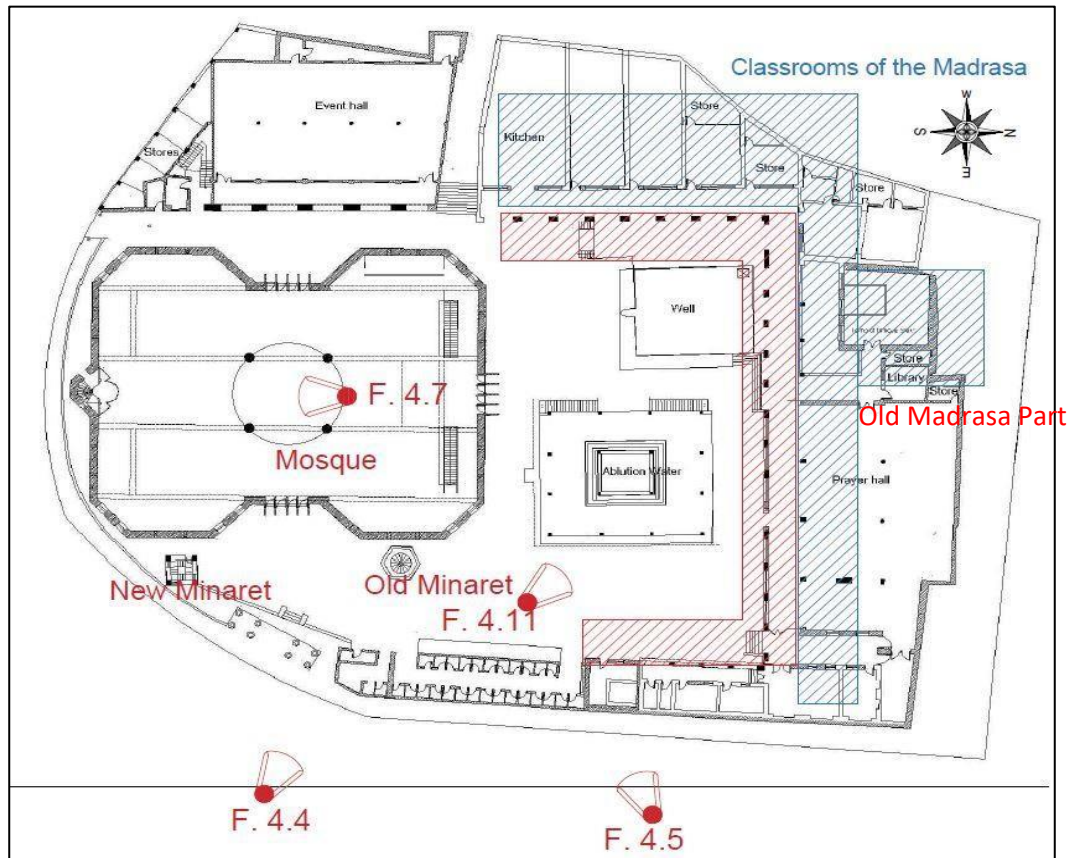 Classrooms of the Madrasa
Event hall
Store
W
S
N
E
Kitchen
Stores
Store
Store
Well
Store
Library
Store
F. 4.7
Old Madrasa Part
Mosque
Ablution Water
Prayer hall
New Minaret
Old Minaret
F. 4.11
F. 4.4
F. 4.5